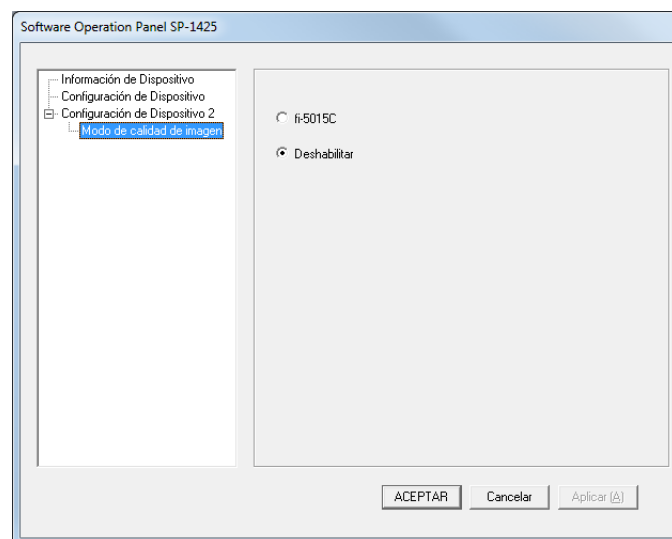 Software Operation Panel SP-1425
Información de Dispositivo
Configuración de Dispositivo
Configuración de Dispositivo 2
Modo de calidad de imagen
fi-5015C
Deshabilitar
ACEPTAR
Cancelar
Aplicar (A)